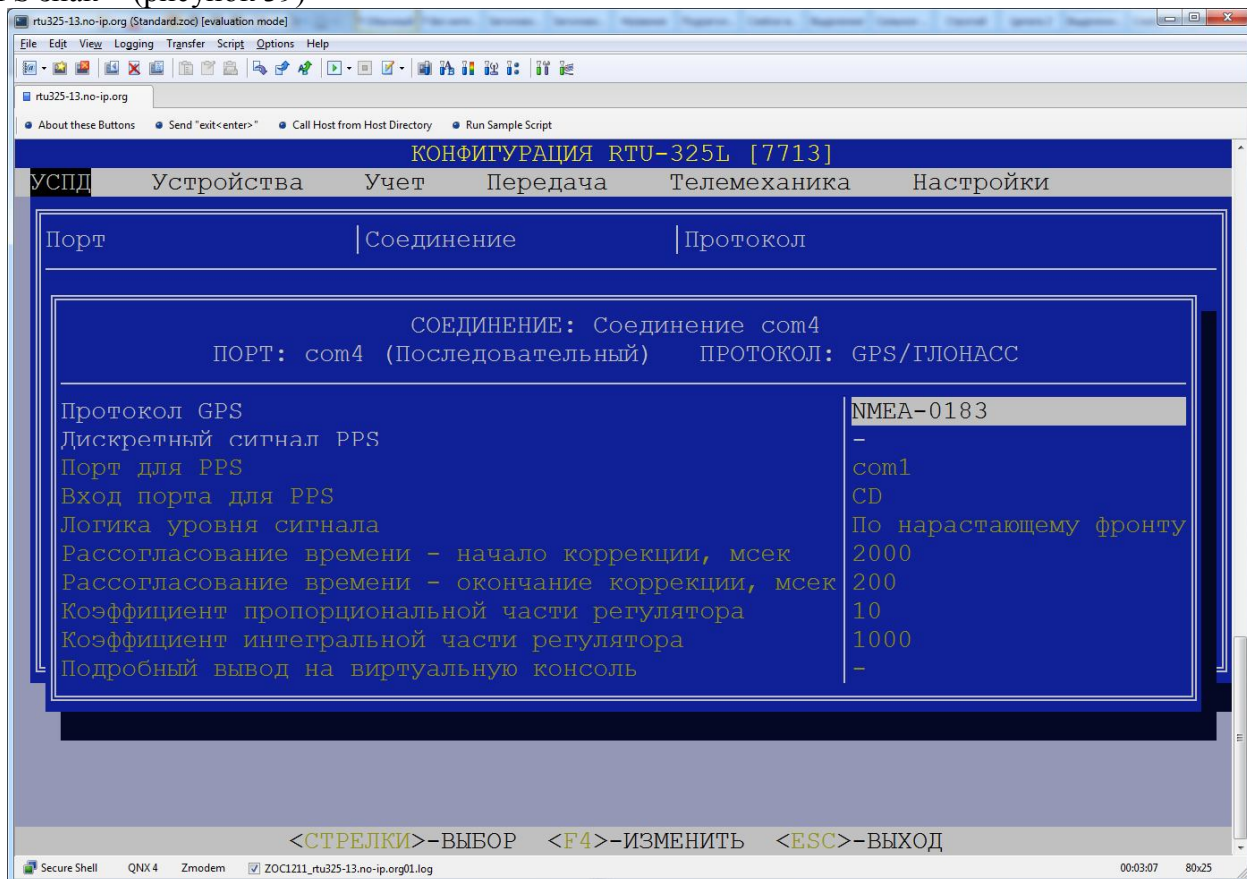 (рисунок 39)
rtu325-13.no-ip.org (Standard.zoc) [evaluation mode]
File Edit View Logging Transfer Script Options Help
rtu325-13.no-ip.org
About these Buttons Send "exit<enter>" Call Host from Host Directory Run Sample Script
КОНФИГУРАЦИЯ RTU-325L [7713]
УСПД Устройства Учет Передача Телемеханика Настройки
Порт Соединение Протокол
СОЕДИНЕНИЕ: Соединение com4
ПОРТ: com4 (Последовательный) ПРОТОКОЛ: GPS/ГЛОНАСС
Протокол GPS NMEA-0183
Дискретный сигнал PPS -
Порт для PPS com1
Вход порта для PPS CD
Логика уровня сигнала По нарастающему фронту
Рассогласование времени - начало коррекции, мсек 2000
Рассогласование времени - окончание коррекции, мсек 200
Коэффициент пропорциональной части регулятора 10
Коэффициент интегральной части регулятора 1000
Подробный вывод на виртуальную консоль -
<СТРЕЛКИ>-ВЫБОР <F4>-ИЗМЕНИТЬ <ESC>-ВЫХОД
Secure Shell QNX 4 Zmodem ZOC1211_rtu325-13.no-ip.org01.log 00:03:07 80x25